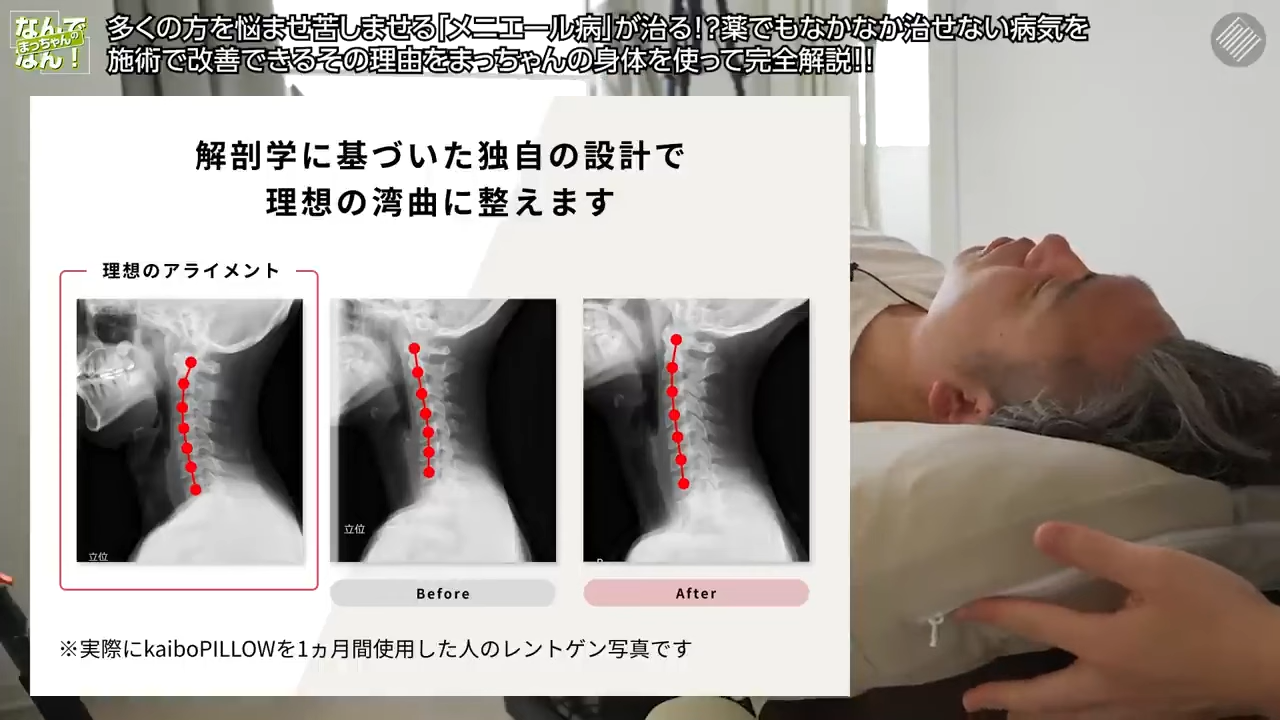 なんで
まっちゃんの
なん！
多くの方を悩ませ苦しませる「メニエール病」が治る!?薬でもなかなか治せない病気を
施術で改善できるその理由をまっちゃんの身体を使って完全解説!!
解剖学に基づいた独自の設計で
理想の湾曲に整えます
理想のアライメント
立位
立位
Before
After
※実際にkaiboPILLOWを1ヵ月間使用した人のレントゲン写真です